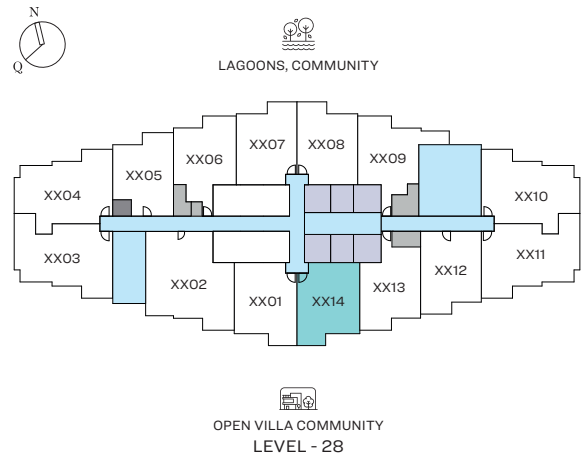 N
Q
LAGOONS, COMMUNITY
XX07 XX08
XX06 XX09
XX05
XX04 XX10
XX03 XX11
XX02 XX12
XX01 XX14 XX13
OPEN VILLA COMMUNITY
LEVEL - 28